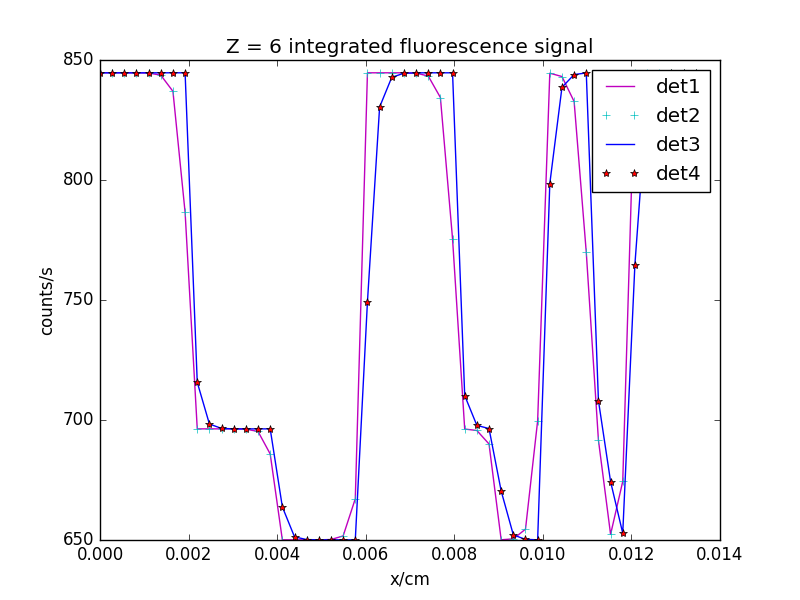 Z = 6 integrated fluorescence signal
850
800
750
700
650
counts/s
det1
det2
det3
det4
0.000 0.002 0.004 0.006 0.008 0.010 0.012 0.014
x/cm